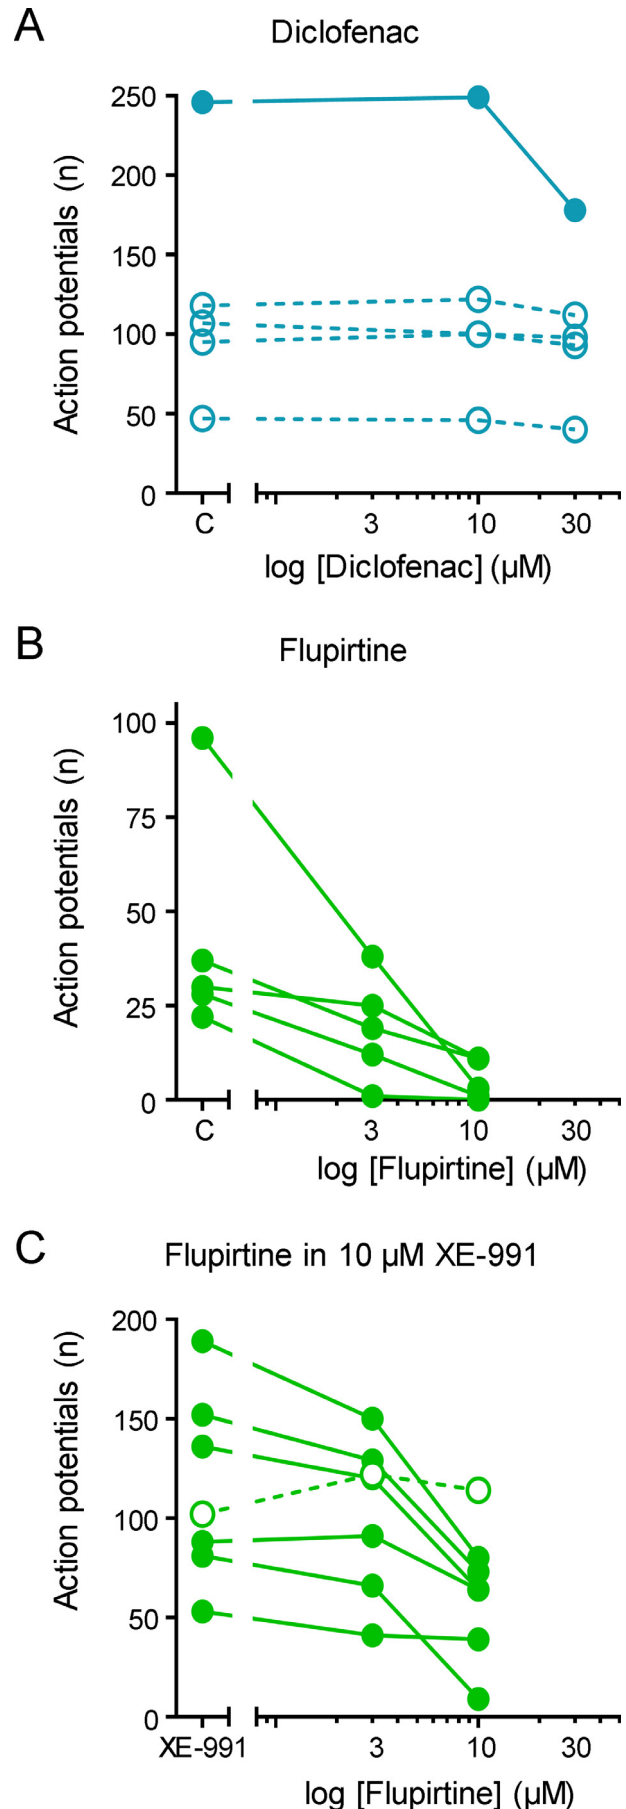 A
Diclofenac
Action potentials (n)
250
200
150
100
50
0
C
3
10
30
log [Diclofenac] (µM)
B
Flupirtine
Action potentials (n)
100
75
50
25
0
C
3
10
30
log [Flupirtine] (µM)
C
Flupirtine in 10 µM XE-991
Action potentials (n)
200
150
100
50
0
XE-991
3
10
30
log [Flupirtine] (µM)